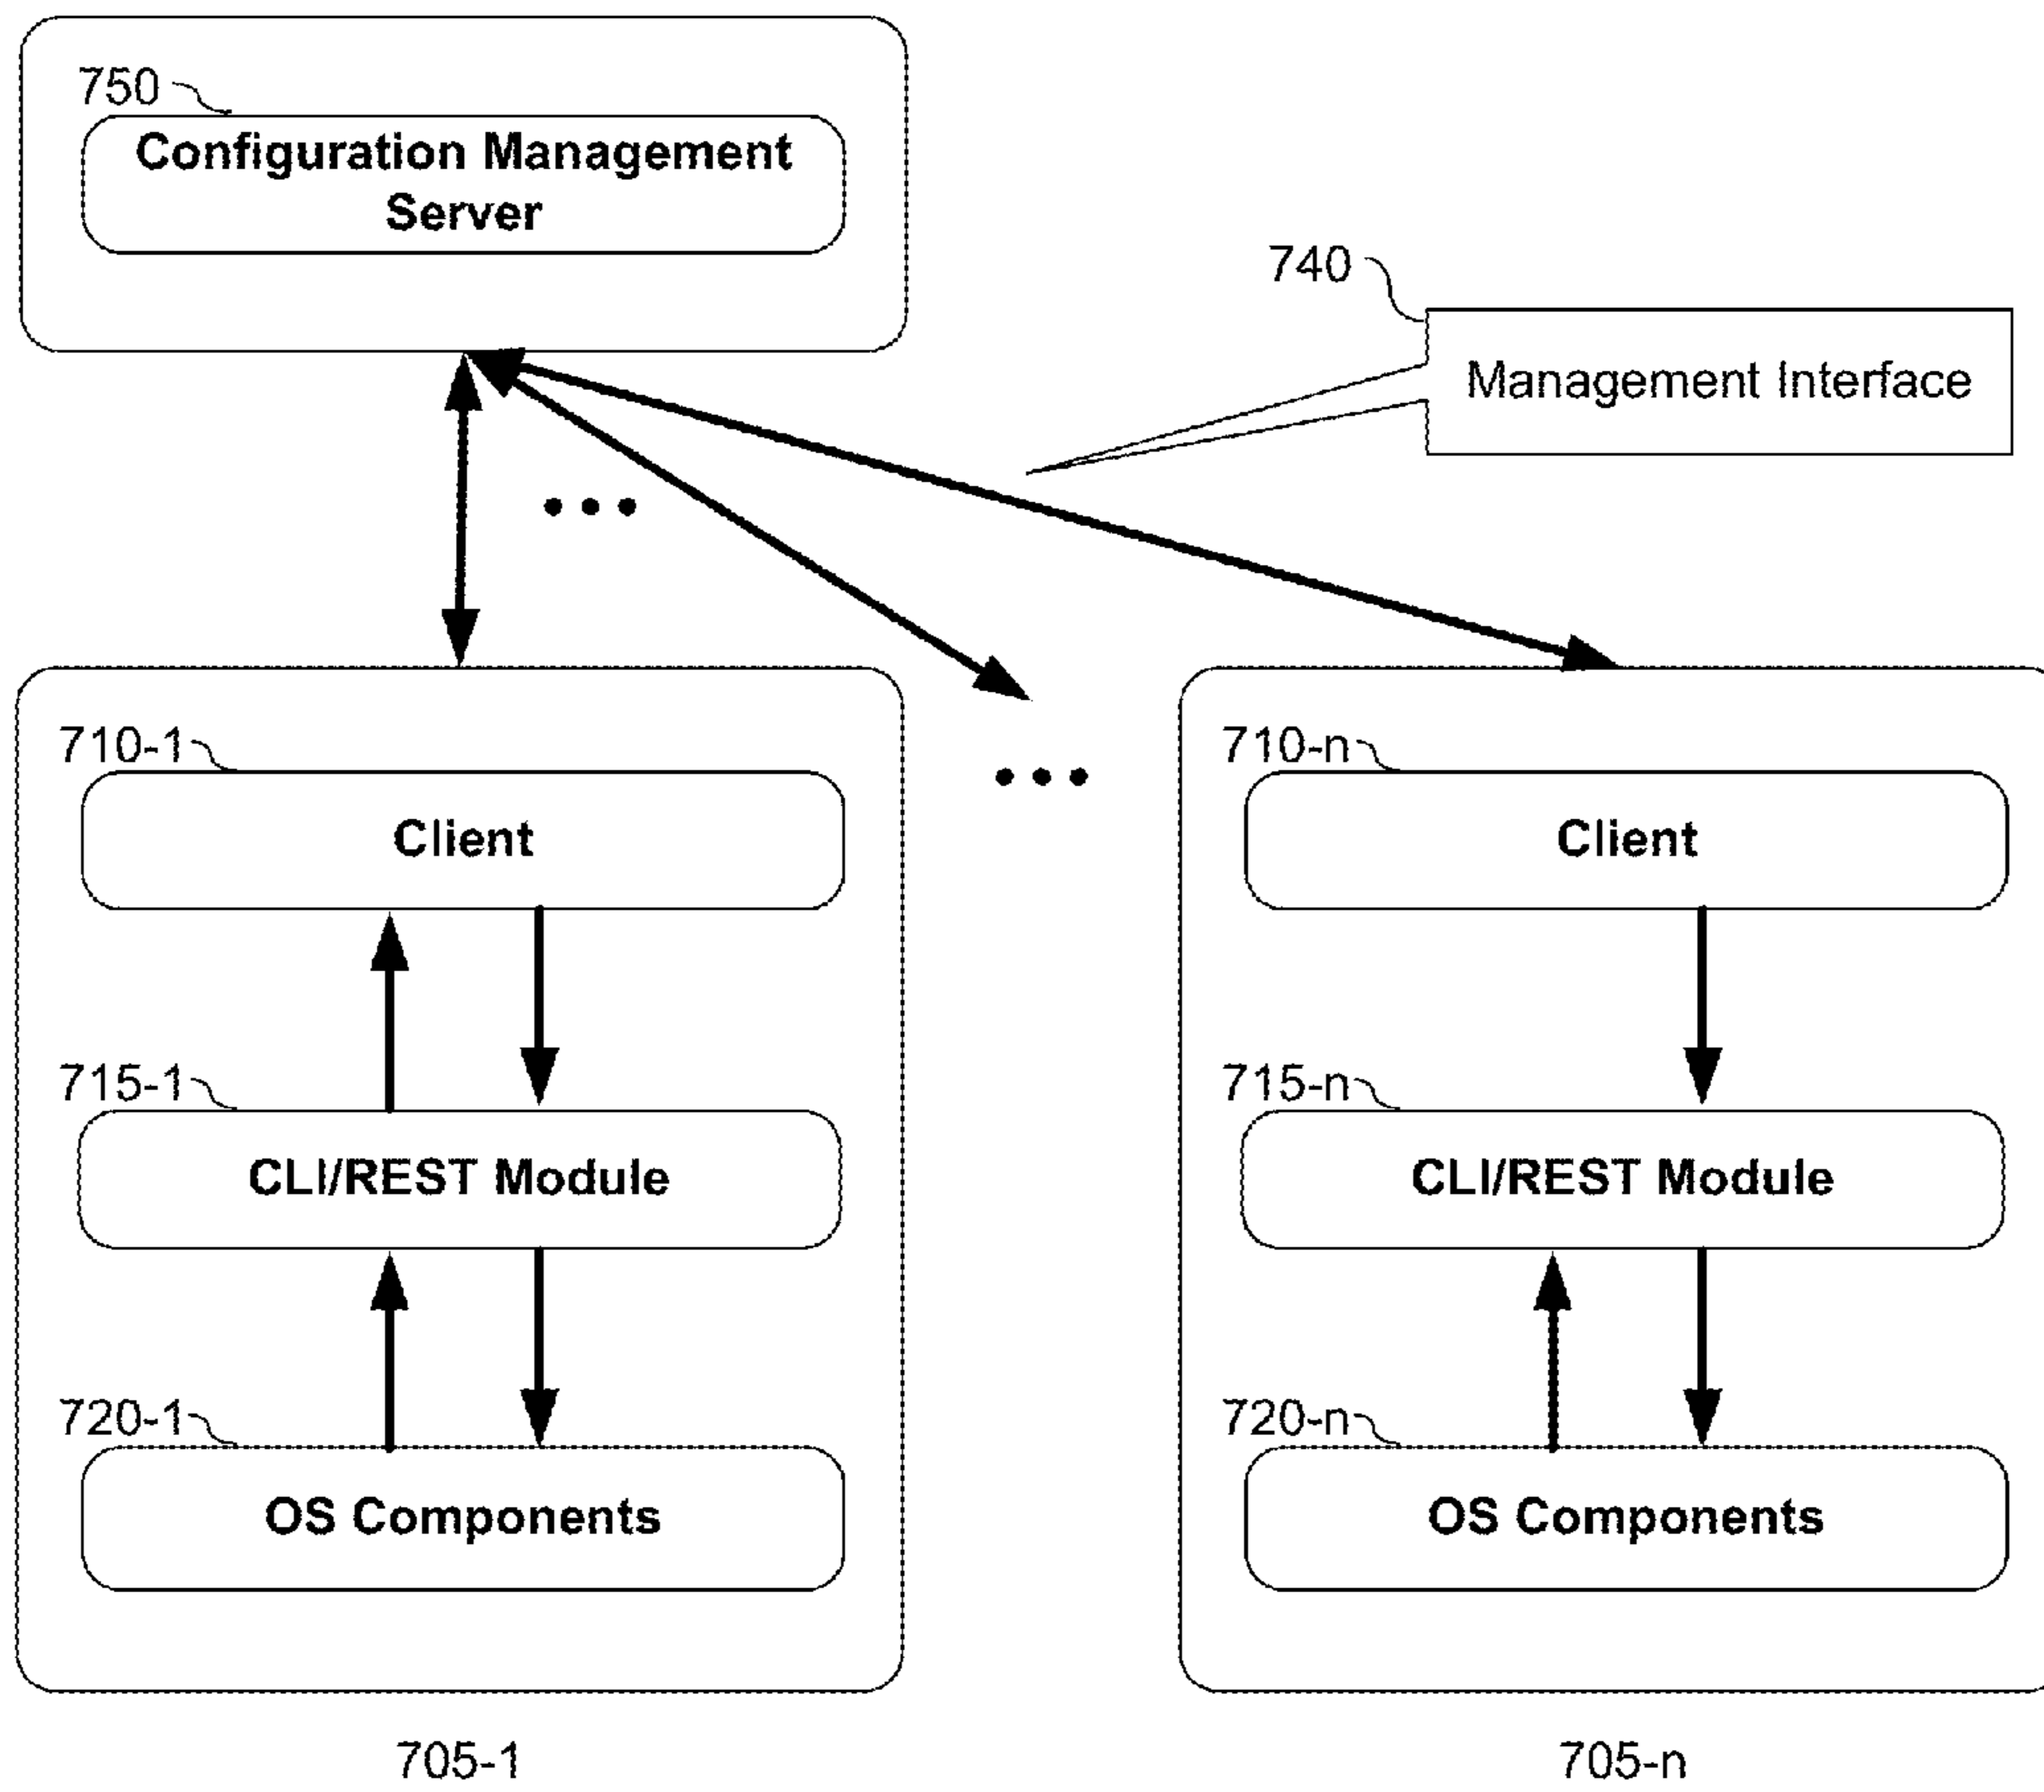 750
Configuration Management
Server
740
Management Interface
710-1
Client
710-n
Client
715-1
CLI/REST Module
715-n
CLI/REST Module
720-1
OS Components
720-n
OS Components
705-1
705-n